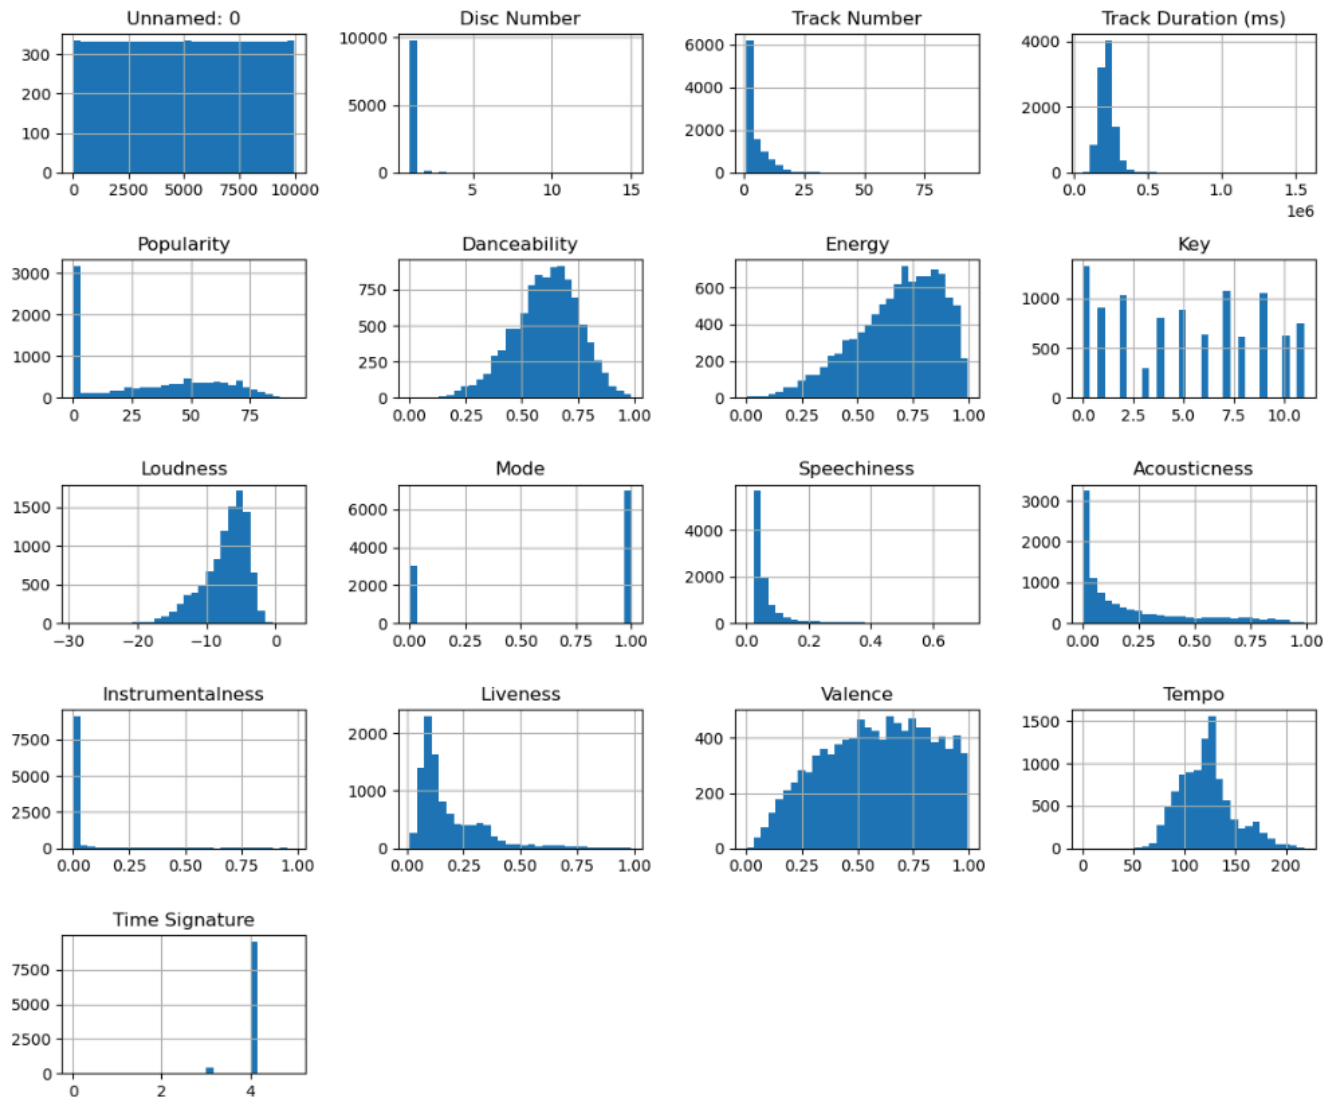 Unnamed: 0
300
200
100
0
0 2500 5000 7500 10000
Disc Number
10000
5000
0
5 10 15
Track Number
6000
4000
2000
0
0 25 50 75
Track Duration (ms)
4000
2000
0
0.0 0.5 1.0 1.5
1e6
Popularity
3000
2000
1000
0
0 25 50 75
Danceability
750
500
250
0
0.00 0.25 0.50 0.75 1.00
Energy
600
400
200
0
0.00 0.25 0.50 0.75 1.00
Key
1000
500
0
0.0 2.5 5.0 7.5 10.0
Loudness
1500
1000
500
0
−30 −20 −10 0
Mode
6000
4000
2000
0
0.00 0.25 0.50 0.75 1.00
Speechiness
4000
2000
0
0.0 0.2 0.4 0.6
Acousticness
3000
2000
1000
0
0.00 0.25 0.50 0.75 1.00
Instrumentalness
7500
5000
2500
0
0.00 0.25 0.50 0.75 1.00
Liveness
2000
1000
0
0.00 0.25 0.50 0.75 1.00
Valence
400
200
0
0.00 0.25 0.50 0.75 1.00
Tempo
1500
1000
500
0
0 50 100 150 200
Time Signature
7500
5000
2500
0
0 2 4